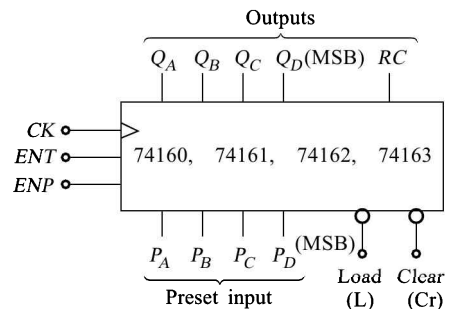 Outputs
Q_A Q_B Q_C Q_D (MSB) RC
CK
ENT 74160, 74161, 74162, 74163
ENP
P_A P_B P_C P_D (MSB)
Load Clear
Preset input (L) (Cr)